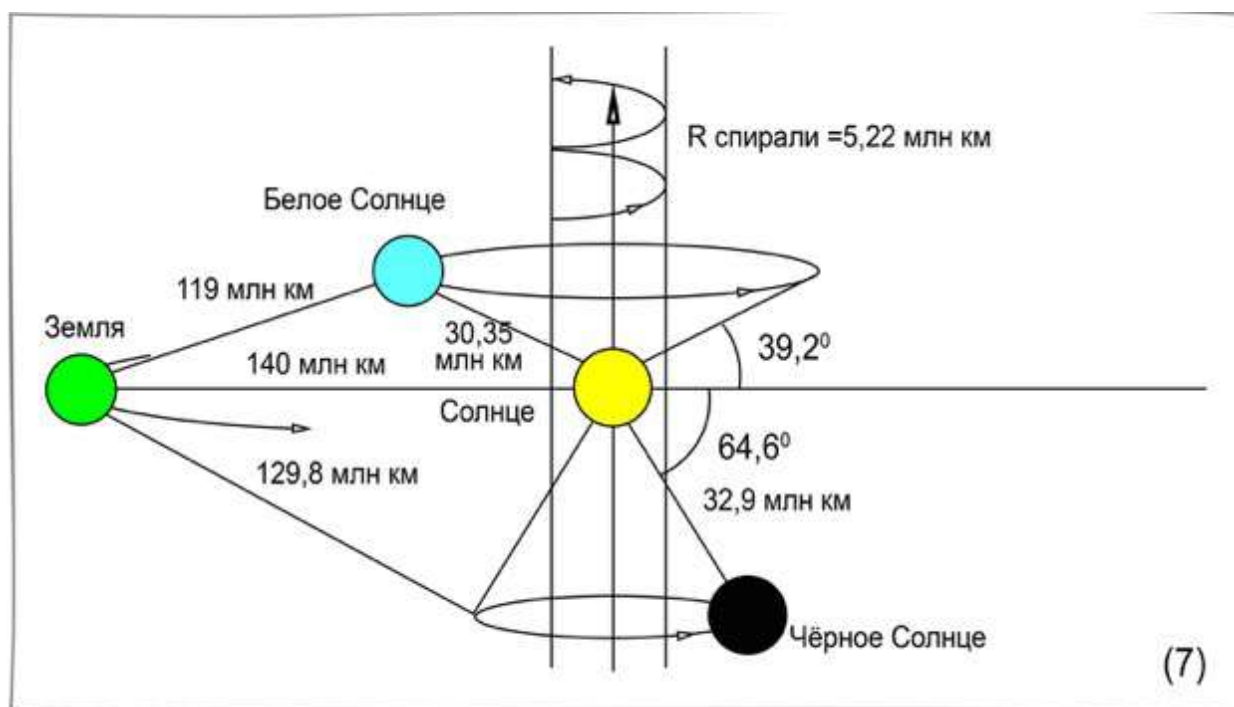 R спирали =5,22 млн км
Белое Солнце
119 млн км
Земля
30,35
млн км
140 млн км
39,2⁰
Солнце
64,6⁰
129,8 млн км
32,9 млн км
Чёрное Солнце
(7)